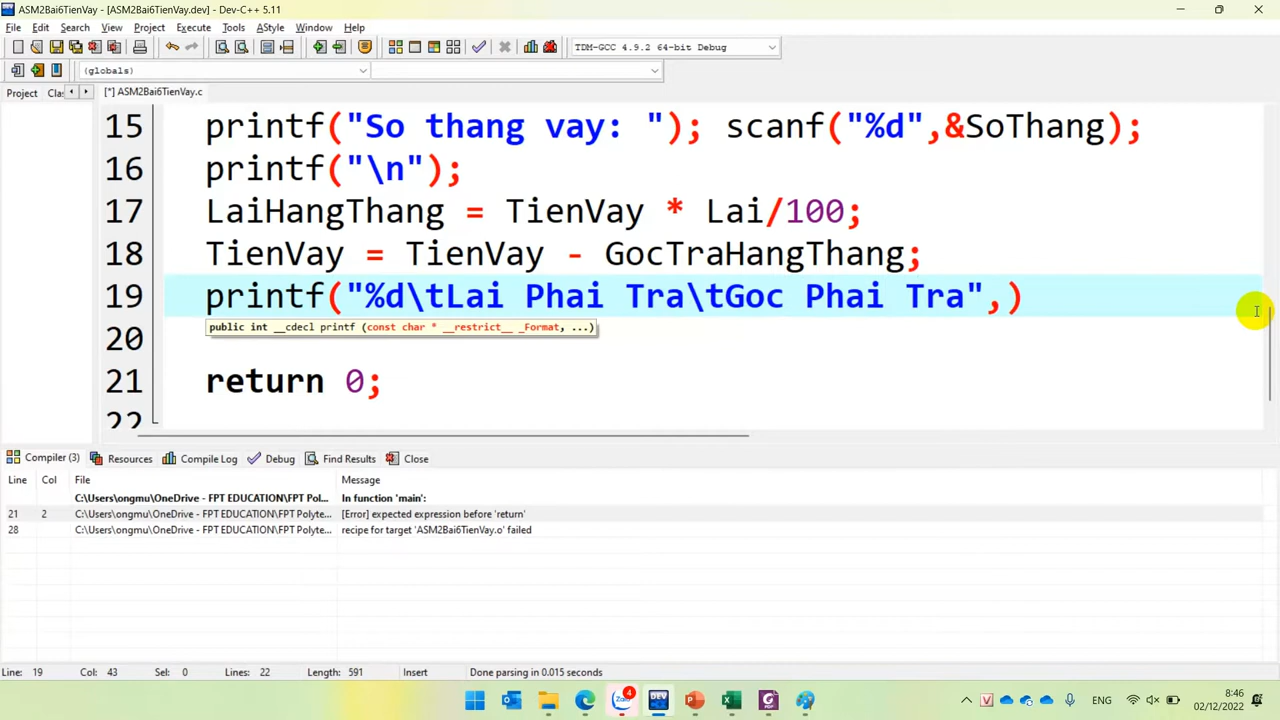 ASM2Bai6TienVay - [ASM2Bai6TienVay.dev] - Dev-C++ 5.11
File Edit Search View Project Execute Tools AStyle Window Help
TDM-GCC 4.9.2 64-bit Debug
(globals)
Project Clas [*] ASM2Bai6TienVay.c
15 printf("So thang vay: "); scanf("%d",&SoThang);
16 printf("\n");
17 LaiHangThang = TienVay * Lai/100;
18 TienVay = TienVay - GocTraHangThang;
19 printf("%d\tLai Phai Tra\tGoc Phai Tra",)
public int __cdecl printf (const char * __restrict__ _Format, ...)
20
21 return 0;
22
Compiler (3) Resources Compile Log Debug Find Results Close
Line Col File Message
C:\Users\ongmu\OneDrive - FPT EDUCATION\FPT Pol... In function 'main':
21 2 C:\Users\ongmu\OneDrive - FPT EDUCATION\FPT Polyte... [Error] expected expression before 'return'
28 C:\Users\ongmu\OneDrive - FPT EDUCATION\FPT Polyte... recipe for target 'ASM2Bai6TienVay.o' failed
Line: 19 Col: 43 Sel: 0 Lines: 22 Length: 591 Insert Done parsing in 0.015 seconds
Zalo 4 DEV ENG 8:46
02/12/2022